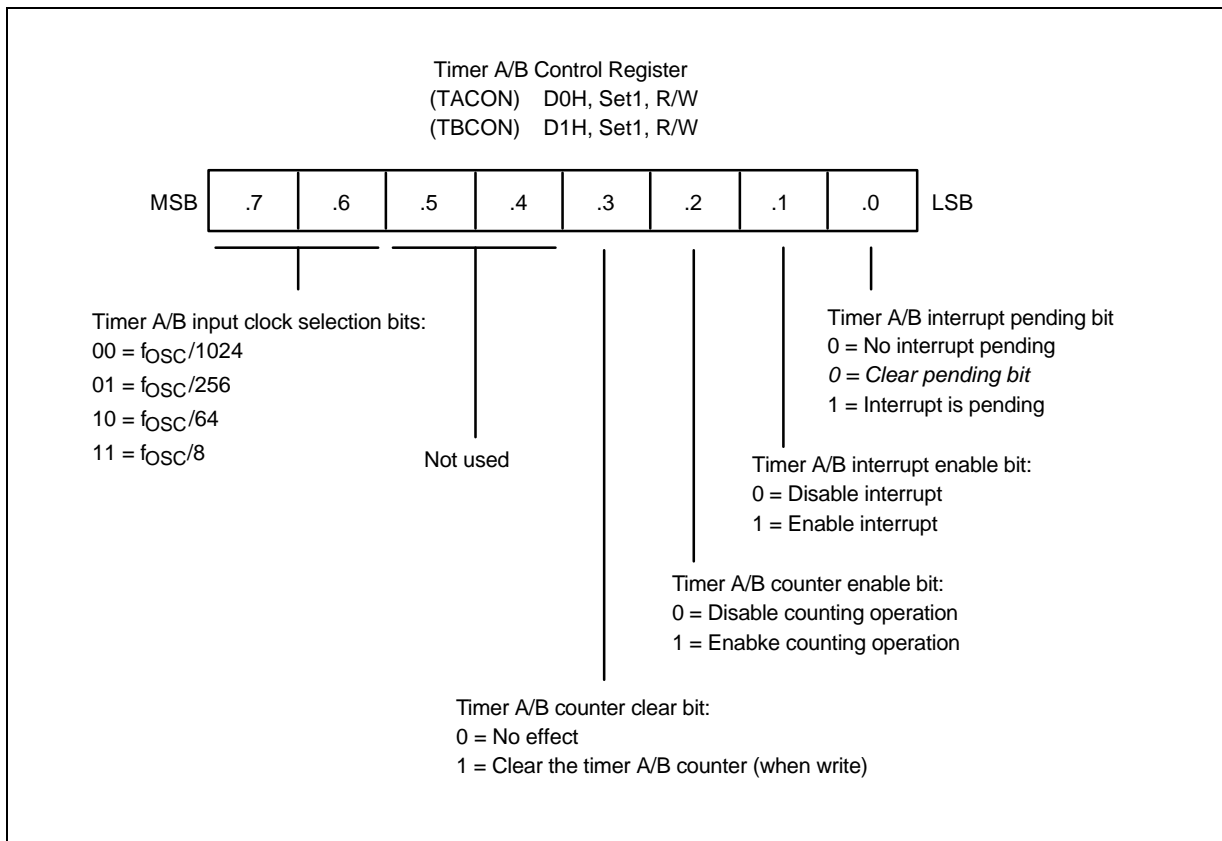 Timer A/B Control Register
(TACON) D0H, Set1, R/W
(TBCON) D1H, Set1, R/W
MSB .7 .6 .5 .4 .3 .2 .1 .0 LSB
Timer A/B input clock selection bits:
00 = fOSC/1024
01 = fOSC/256
10 = fOSC/64
11 = fOSC/8
Not used
Timer A/B interrupt pending bit
0 = No interrupt pending
0 = Clear pending bit
1 = Interrupt is pending
Timer A/B interrupt enable bit:
0 = Disable interrupt
1 = Enable interrupt
Timer A/B counter enable bit:
0 = Disable counting operation
1 = Enabke counting operation
Timer A/B counter clear bit:
0 = No effect
1 = Clear the timer A/B counter (when write)